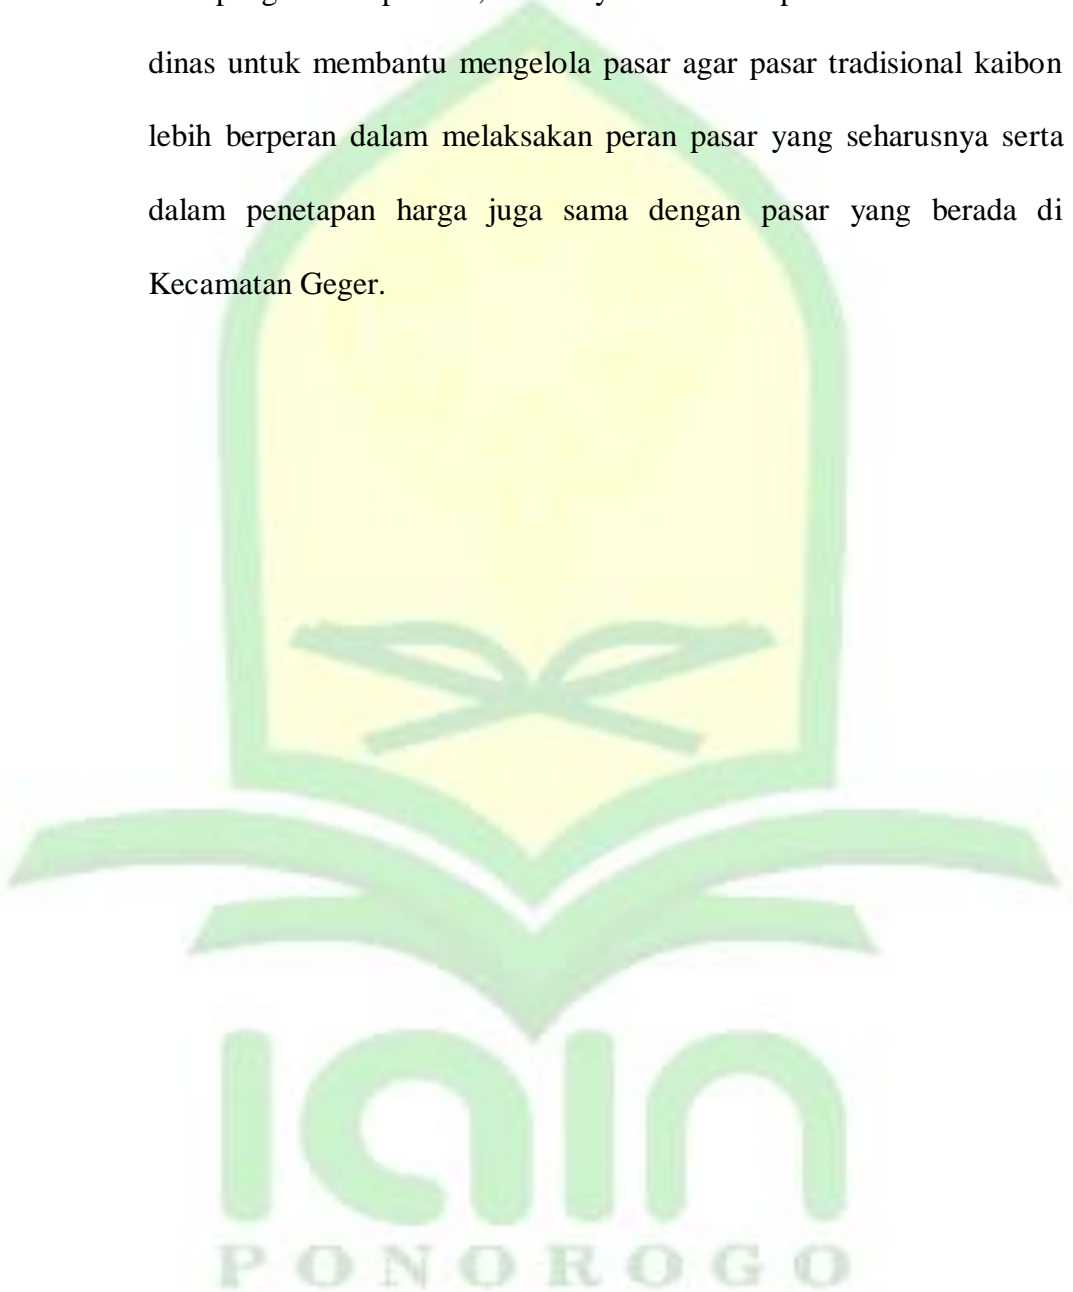 dinas untuk membantu mengelola pasar agar pasar tradisional kaibon
lebih berperan dalam melaksakan peran pasar yang seharusnya serta
dalam penetapan harga juga sama dengan pasar yang berada di
Kecamatan Geger.
iain
PONOROGO